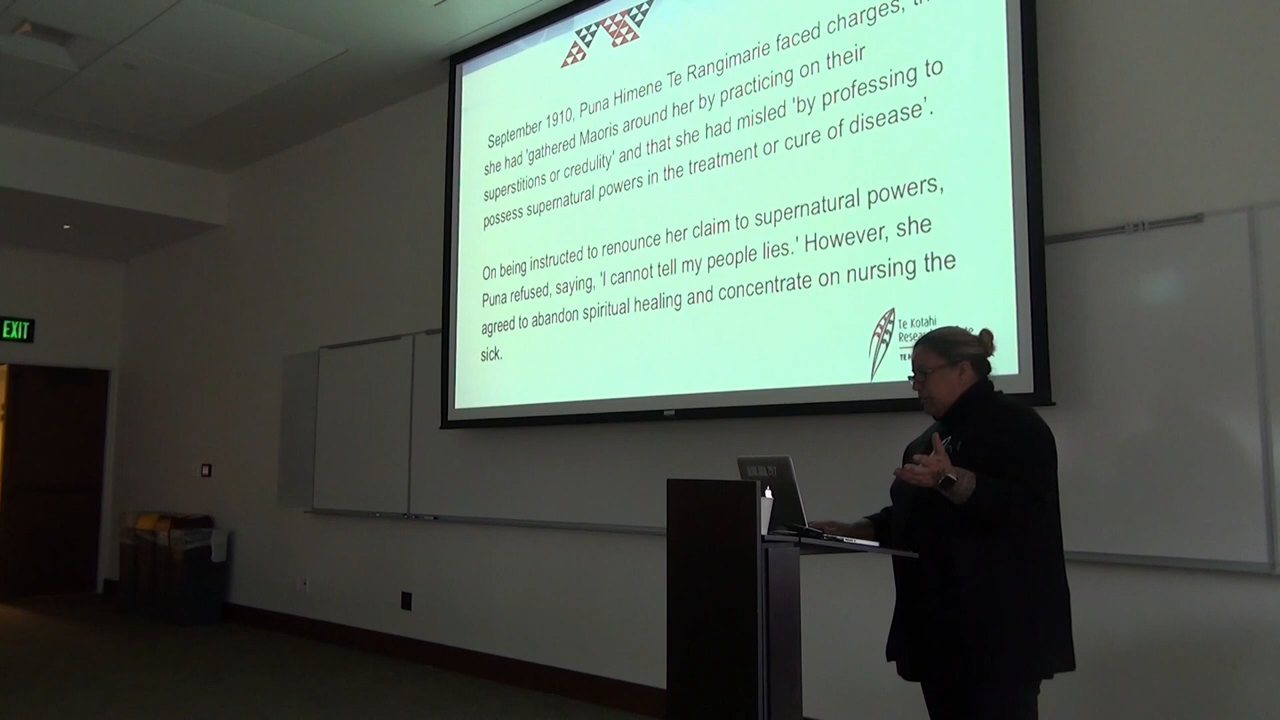 September 1910, Puna Himene Te Rangimarie faced charges,
she had 'gathered Maoris around her by practicing on their
superstitions or credulity' and that she had misled 'by professing to
possess supernatural powers in the treatment or cure of disease'.
On being instructed to renounce her claim to supernatural powers,
Puna refused, saying, 'I cannot tell my people lies.' However, she
agreed to abandon spiritual healing and concentrate on nursing the
sick.
Te Kotahi
EXIT